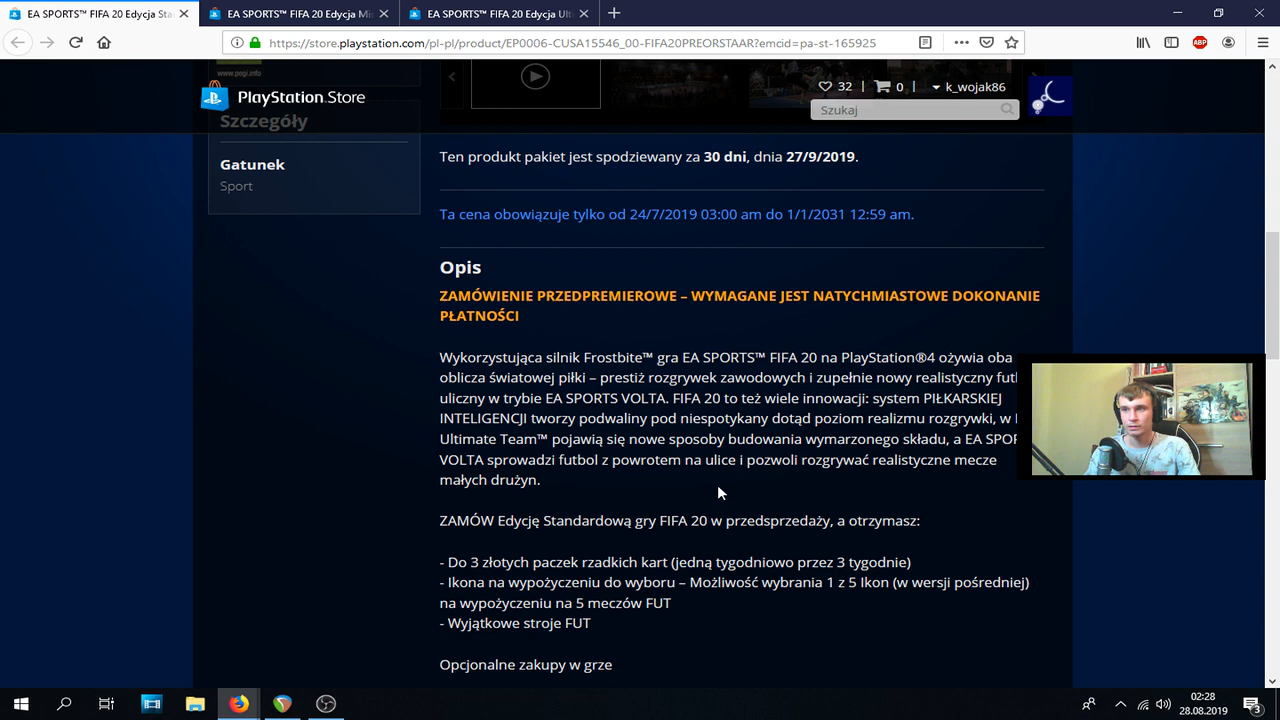 EA SPORTS™ FIFA 20 Edycja Sta
EA SPORTS™ FIFA 20 Edycja Mi
EA SPORTS™ FIFA 20 Edycja Ult
https://store.playstation.com/pl-pl/product/EP0006-CUSA15546_00-FIFA20PREORSTAAR?emcid=pa-st-165925
ABP
www.pegi.info
PlayStation.Store
32 | 0 | k_wojak86
Szukaj
Szczegóły
Gatunek
Sport
Ten produkt pakiet jest spodziewany za 30 dni, dnia 27/9/2019.
Ta cena obowiązuje tylko od 24/7/2019 03:00 am do 1/1/2031 12:59 am.
Opis
ZAMÓWIENIE PRZEDPREMIEROWE – WYMAGANE JEST NATYCHMIASTOWE DOKONANIE
PŁATNOŚCI
Wykorzystująca silnik Frostbite™ gra EA SPORTS™ FIFA 20 na PlayStation®4 ożywia oba
oblicza światowej piłki – prestiż rozgrywek zawodowych i zupełnie nowy realistyczny fut
uliczny w trybie EA SPORTS VOLTA. FIFA 20 to też wiele innowacji: system PIŁKARSKIEJ
INTELIGENCJI tworzy podwaliny pod niespotykany dotąd poziom realizmu rozgrywki, w
Ultimate Team™ pojawią się nowe sposoby budowania wymarzonego składu, a EA SPOR
VOLTA sprowadzi futbol z powrotem na ulice i pozwoli rozgrywać realistyczne mecze
małych drużyn.
ZAMÓW Edycję Standardową gry FIFA 20 w przedsprzedaży, a otrzymasz:
- Do 3 złotych paczek rzadkich kart (jedną tygodniowo przez 3 tygodnie)
- Ikona na wypożyczeniu do wyboru – Możliwość wybrania 1 z 5 Ikon (w wersji pośredniej)
na wypożyczeniu na 5 meczów FUT
- Wyjątkowe stroje FUT
Opcjonalne zakupy w grze
02:28
28.08.2019
3